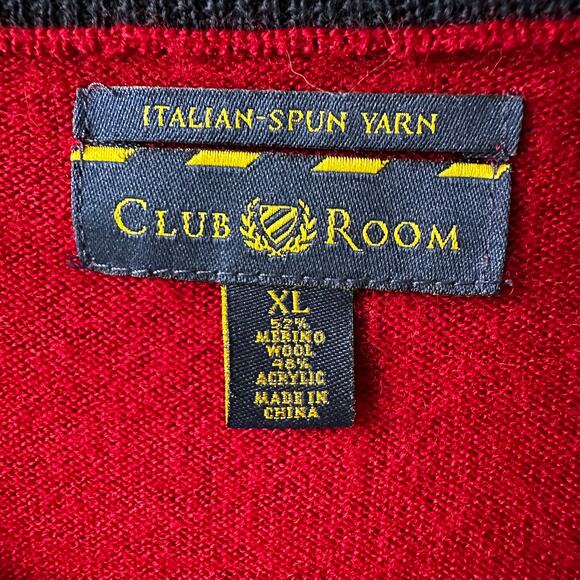 ITALIAN-SPUN YARN
CLUB ROOM
XL
52%
MERINO
WOOL
48%
ACRYLIC
MADE IN
CHINA